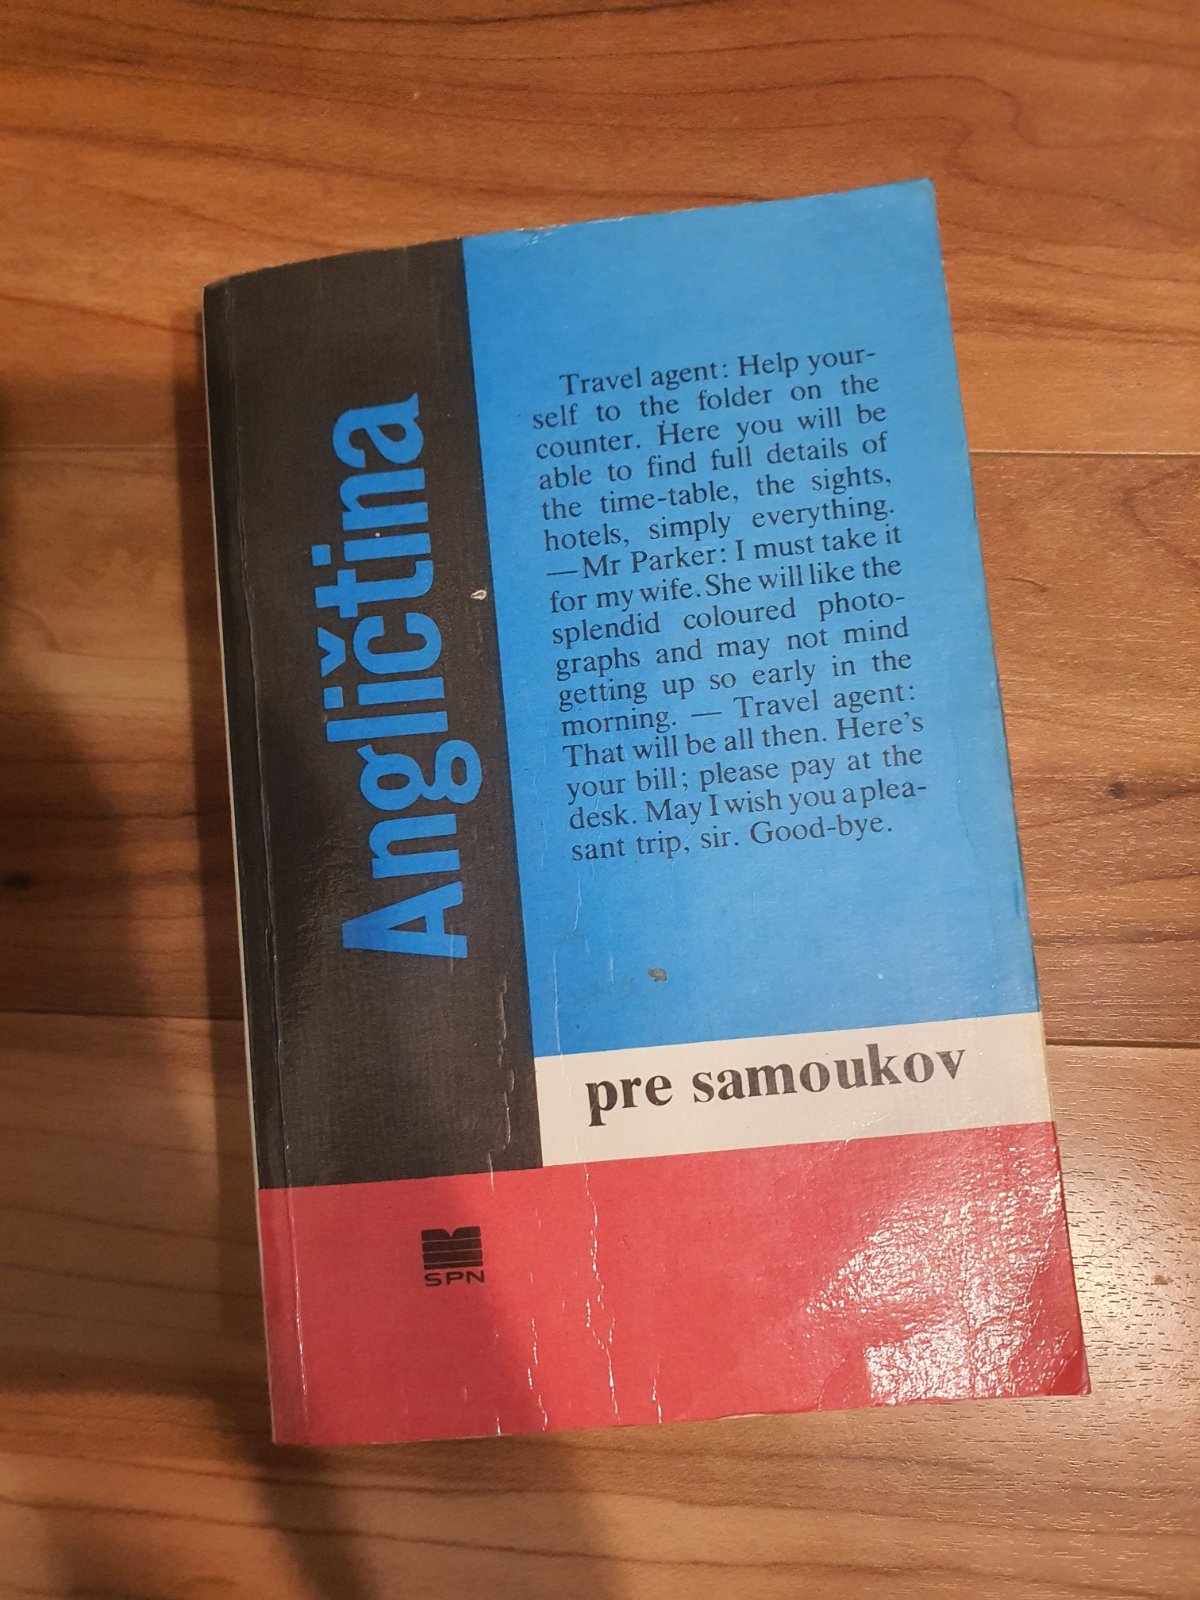 Angličtina
Travel agent: Help your-
self to the folder on the
counter. Here you will be
able to find full details of
the time-table, the sights,
hotels, simply everything.
—Mr Parker: I must take it
for my wife. She will like the
splendid coloured photo-
graphs and may not mind
getting up so early in the
morning. — Travel agent:
That will be all then. Here's
your bill; please pay at the
desk. May I wish you a plea-
sant trip, sir. Good-bye.
pre samoukov
SPN